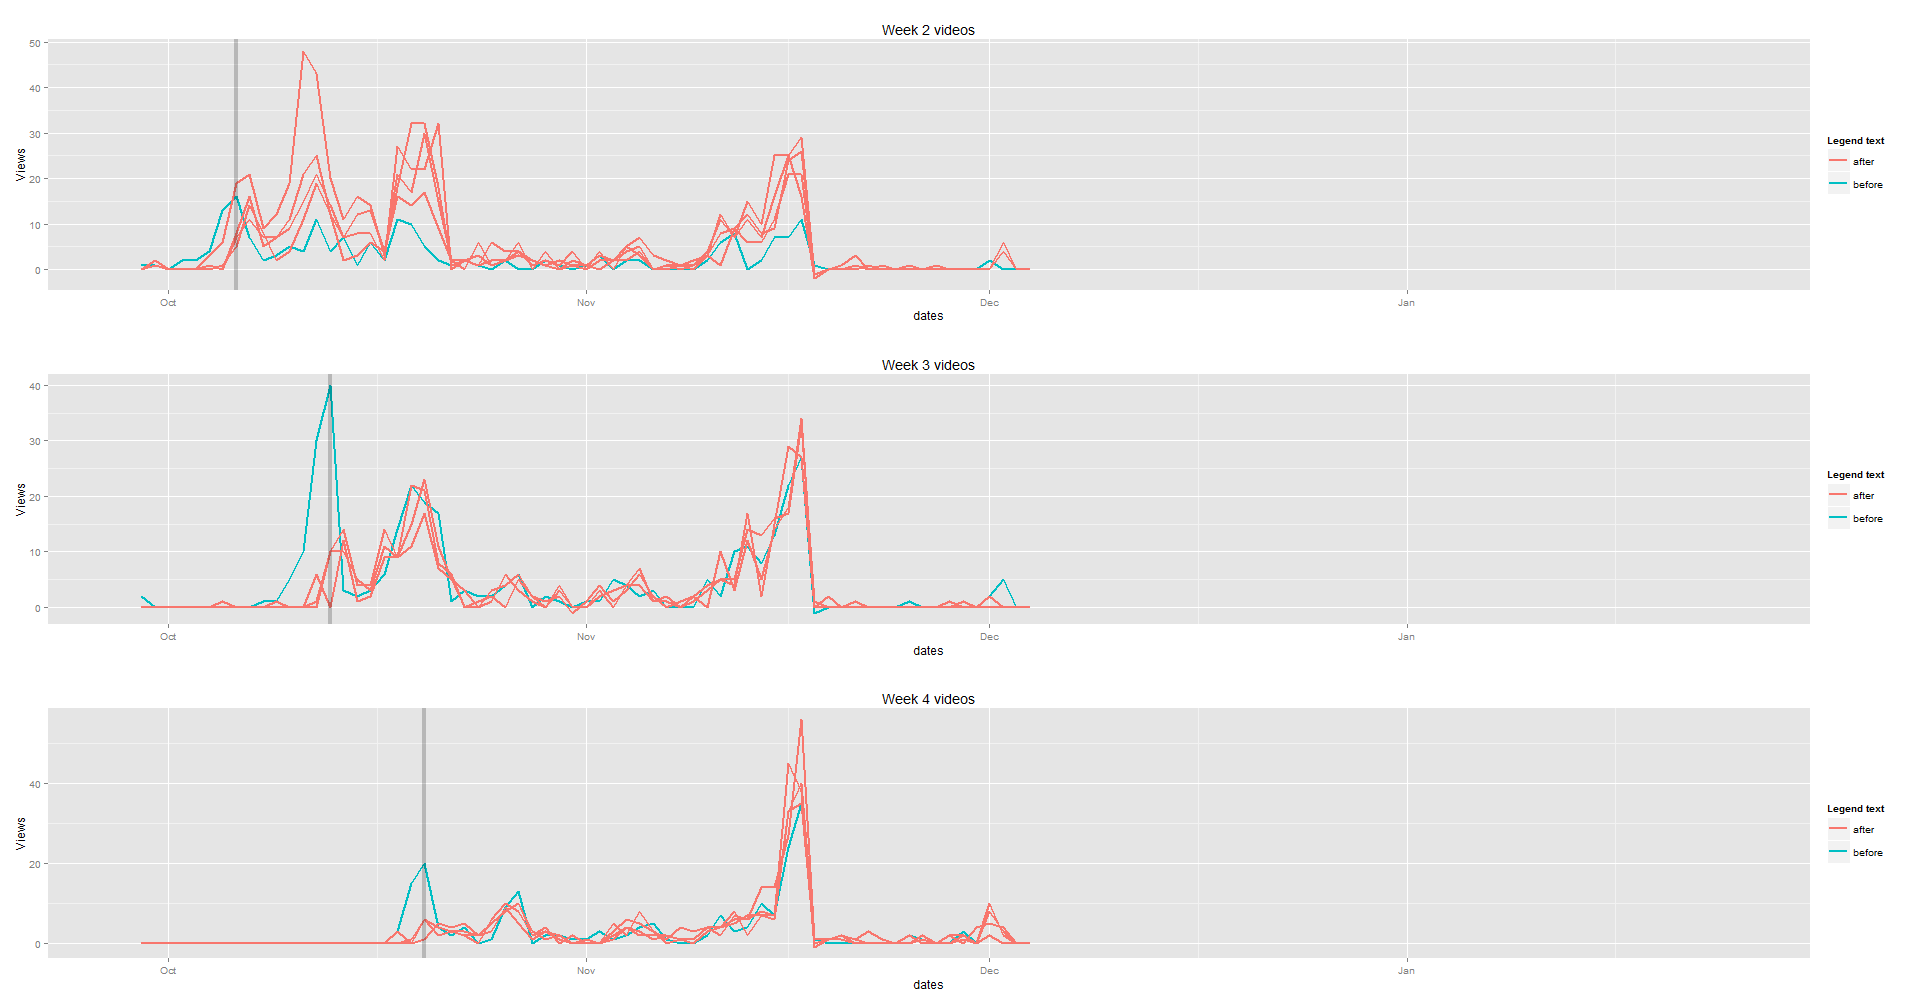 Week 2 videos
50
40
30
20
10
0
Views
Oct
Nov
Dec
Jan
dates
Legend text
after
before
Week 3 videos
40
30
20
10
0
Views
Oct
Nov
Dec
Jan
dates
Legend text
after
before
Week 4 videos
40
20
0
Views
Oct
Nov
Dec
Jan
dates
Legend text
after
before